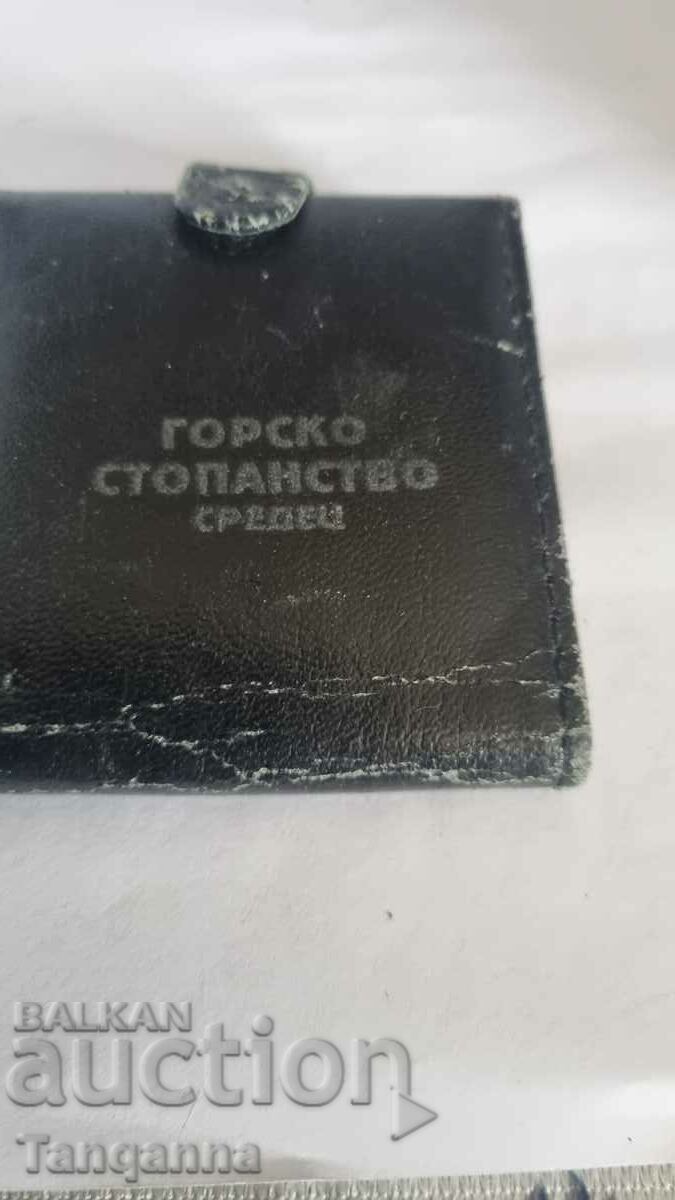 ГОРСКО
СТОПАНСТВО
СРЕДЕЦ
BALKAN
auction
Tanganna